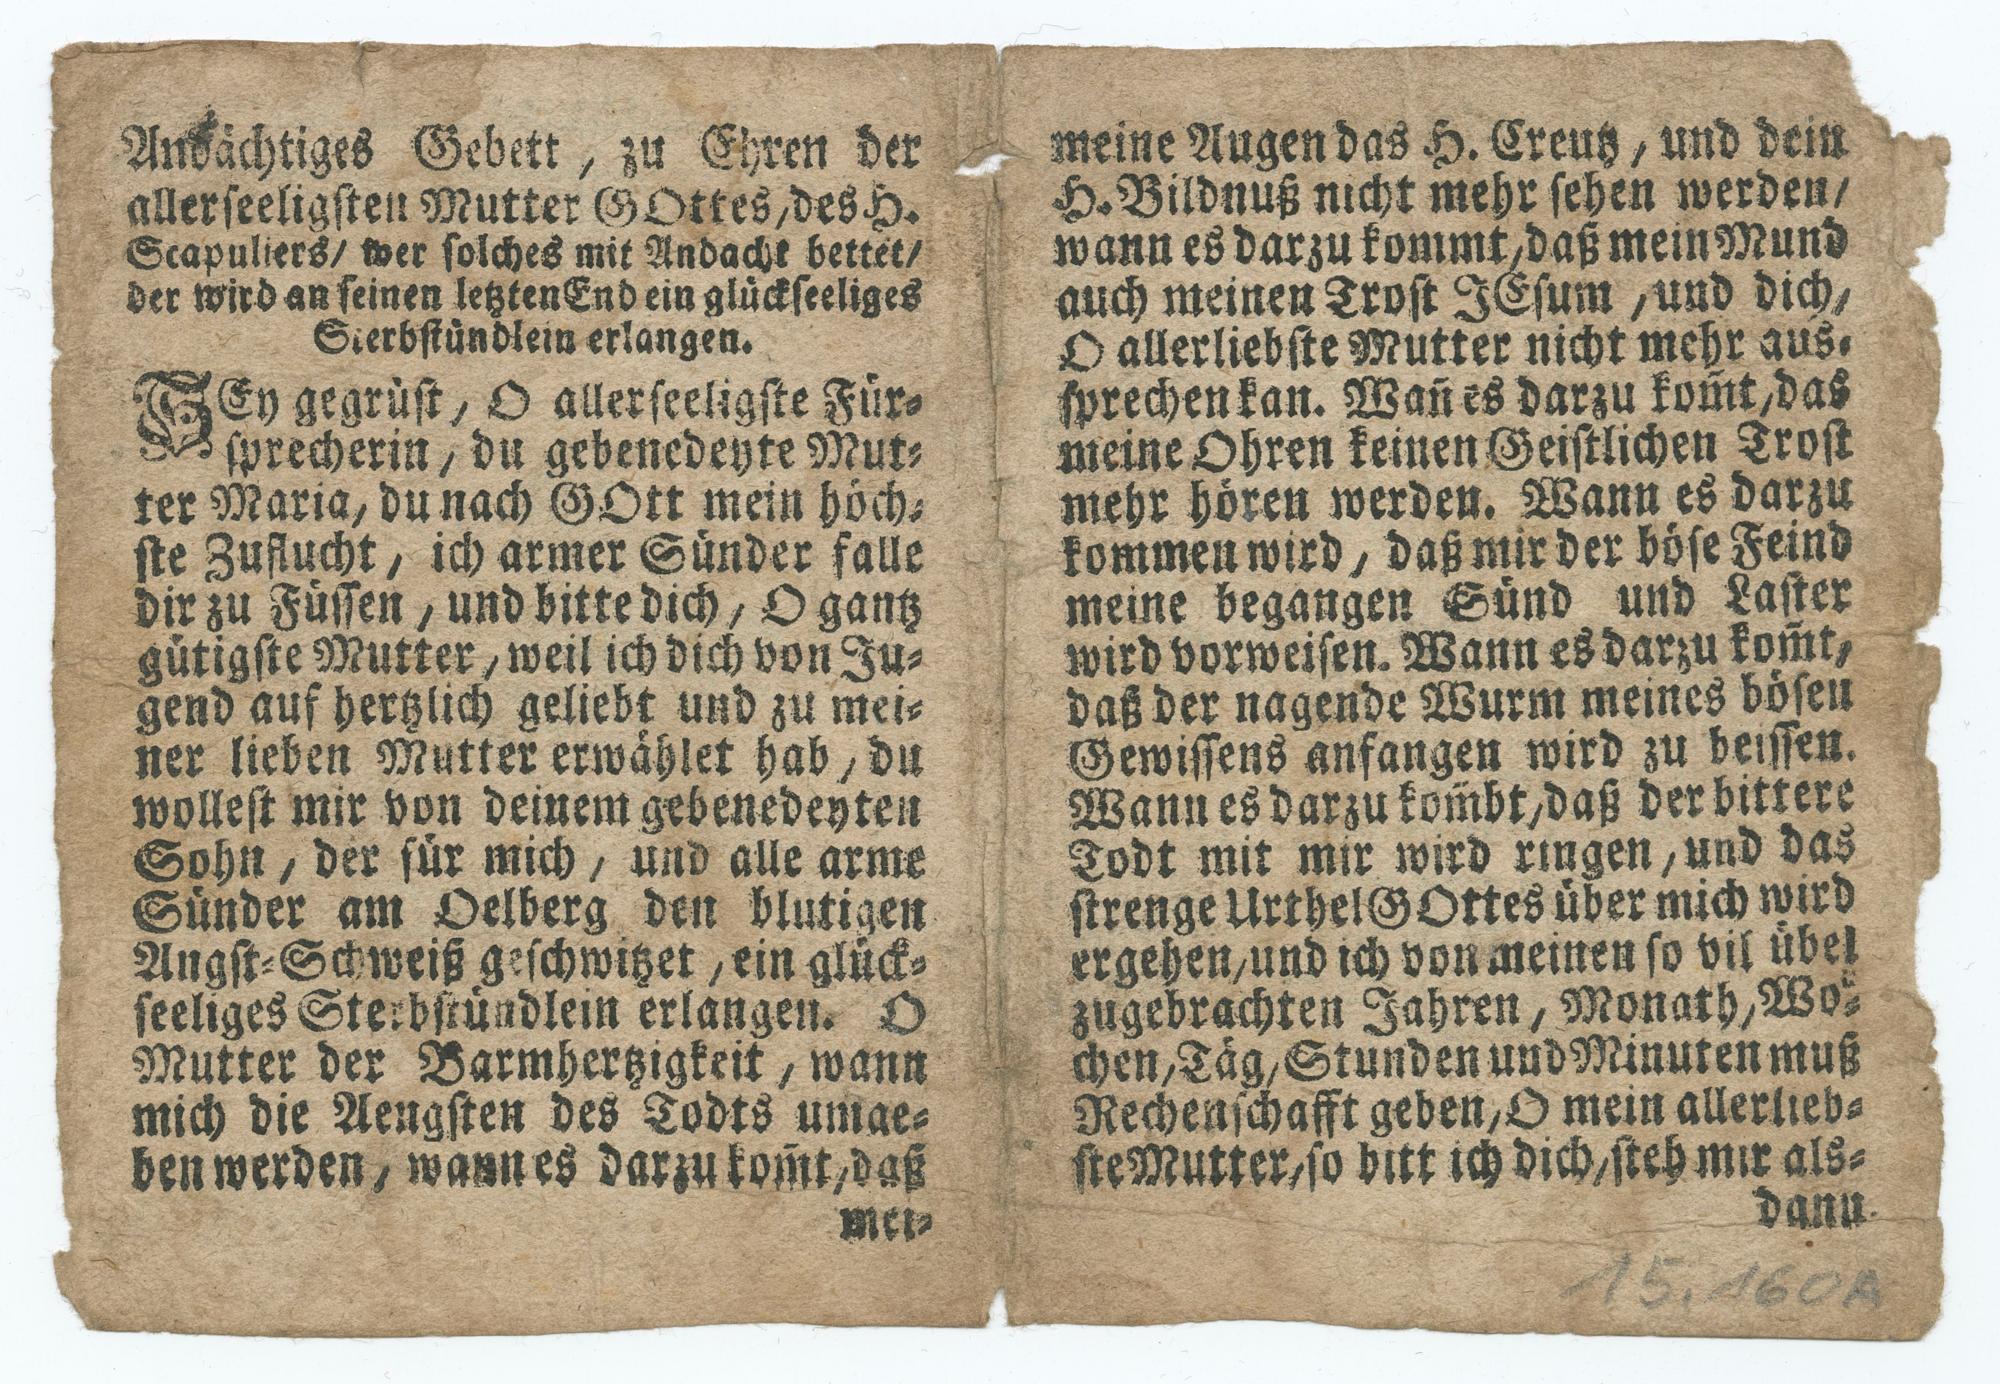 Andächtiges Gebett, zu Ehren der
allerseeligsten Mutter GOttes, des H.
Scapuliers/ wer solches mit Andacht bettet/
der wird an seinen letzten End ein glückseeliges
Sterbstündlein erlangen.
SEy gegrüst, O allerseeligste Für-
sprecherin, du gebenedeyte Mut-
ter Maria, du nach GOtt mein höch-
ste Zuflucht, ich armer Sünder falle
dir zu Füssen, und bitte dich, O gantz
gütigste Mutter, weil ich dich von Ju-
gend auf hertzlich geliebt und zu mei-
ner lieben Mutter erwählet hab, du
wollest mir von deinem gebenedeyten
Sohn, der für mich, und alle arme
Sünder am Oelberg den blutigen
Angst-Schweiß geschwitzet, ein glück-
seeliges Sterbstündlein erlangen. O
Mutter der Barmhertzigkeit, wann
mich die Aengsten des Todts umge-
ben werden, wann es darzu kom̄t, daß
mei-
meine Augen das H. Creutz, und dein
H. Bildnuß nicht mehr sehen werden/
wann es darzu kommt, daß mein Mund
auch meinen Trost JEsum, und dich,
O allerliebste Mutter nicht mehr aus-
sprechen kan. Wan̄ es darzu kom̄t, das
meine Ohren keinen Geistlichen Trost
mehr hören werden. Wann es darzu
kommen wird, daß mir der böse Feind
meine begangen Sünd und Laster
wird vorweisen. Wann es darzu kom̄t,
daß der nagende Wurm meines bösen
Gewissens anfangen wird zu beissen.
Wann es darzu kom̄bt, daß der bittere
Todt mit mir wird ringen, und das
strenge Urthel GOttes über mich wird
ergehen, und ich von meinen so vil übel
zugebrachten Jahren, Monath, Wo-
chen, Täg, Stunden und Minuten muß
Rechenschafft geben, O mein allerlieb-
ste Mutter, so bitt ich dich, steh mir als-
dann
15.160A